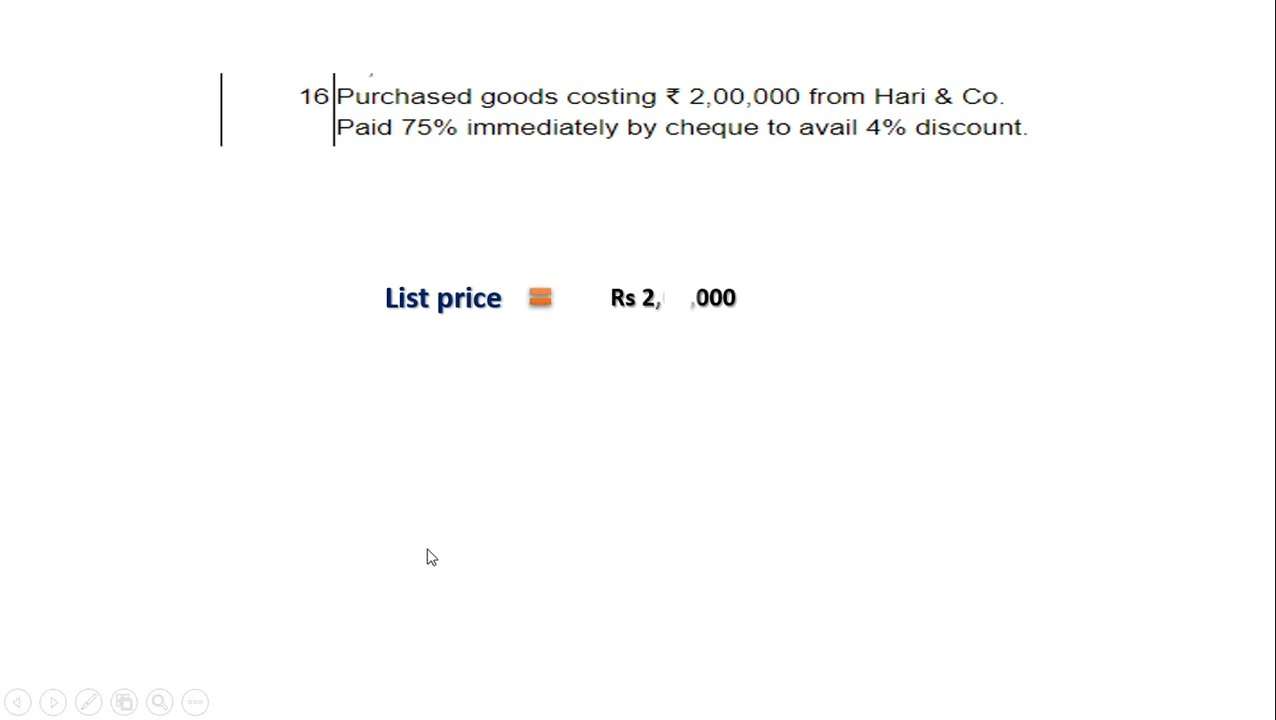 16 Purchased goods costing ₹ 2,00,000 from Hari & Co.
Paid 75% immediately by cheque to avail 4% discount.
List price = Rs 2, ,000